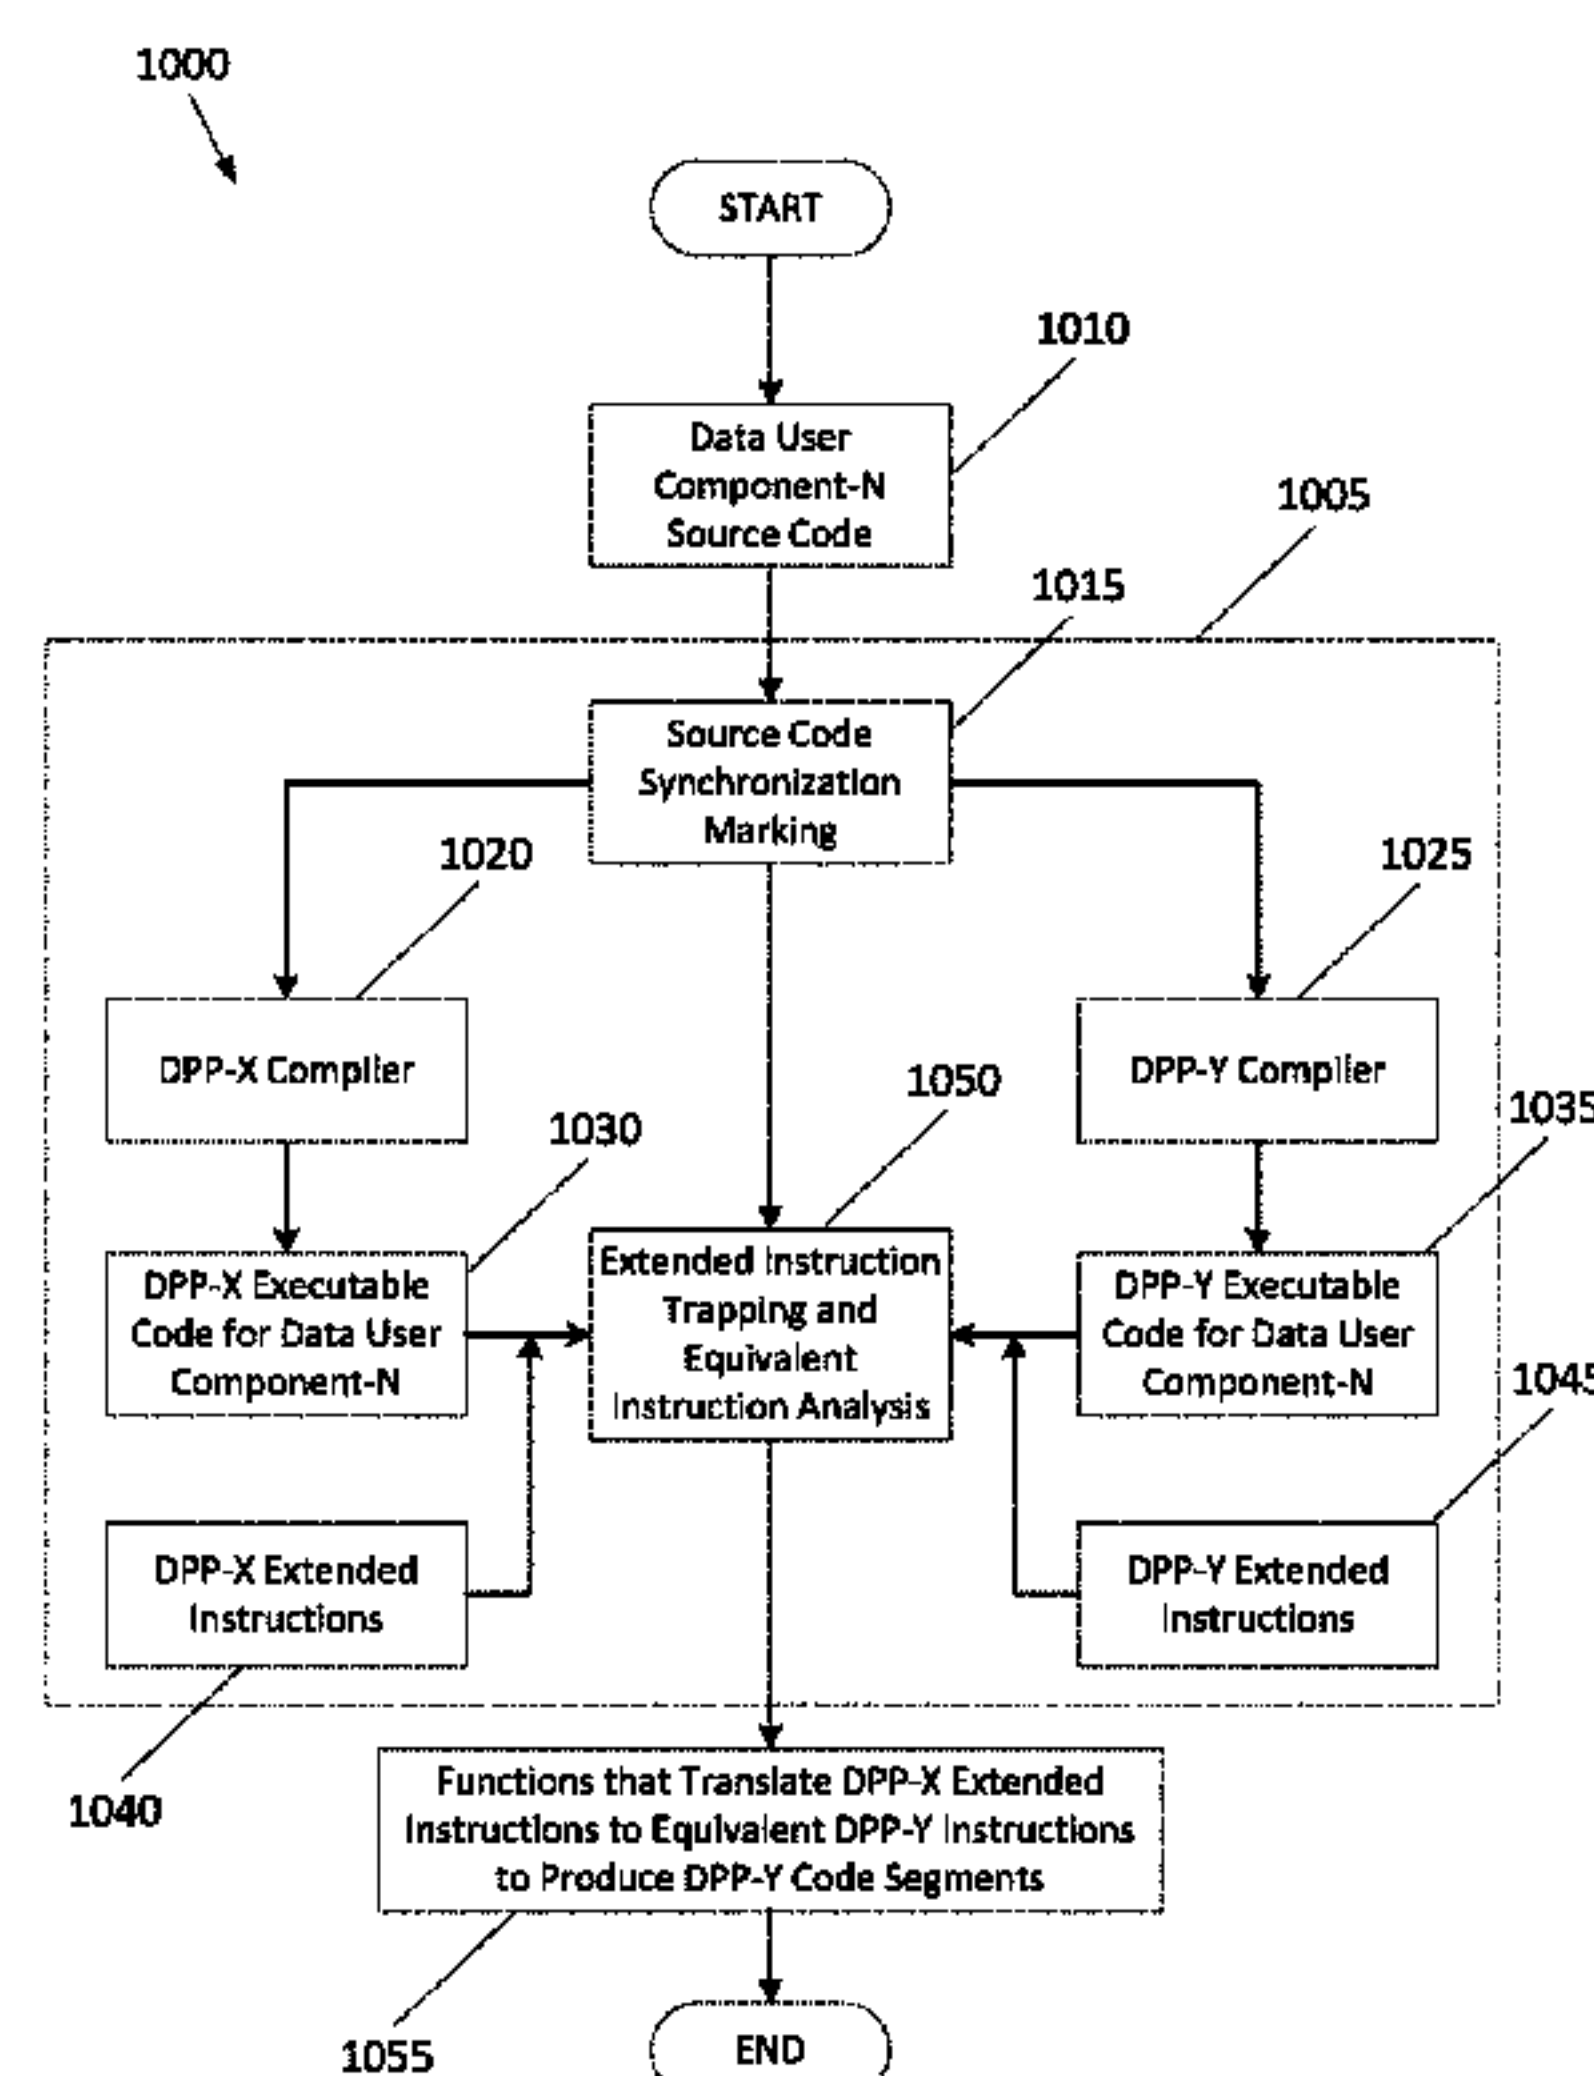 1000
START
1010
Data User
Component-N
Source Code
1005
1015
Source Code
Synchronization
Marking
1020
1025
DPP-X Compiler
DPP-Y Compiler
1050
1035
1030
Extended Instruction
Trapping and
Equivalent
Instruction Analysis
DPP-X Executable
Code for Data User
Component-N
DPP-Y Executable
Code for Data User
Component-N
1045
DPP-X Extended
Instructions
DPP-Y Extended
Instructions
1040
Functions that Translate DPP-X Extended
Instructions to Equivalent DPP-Y Instructions
to Produce DPP-Y Code Segments
1055
END